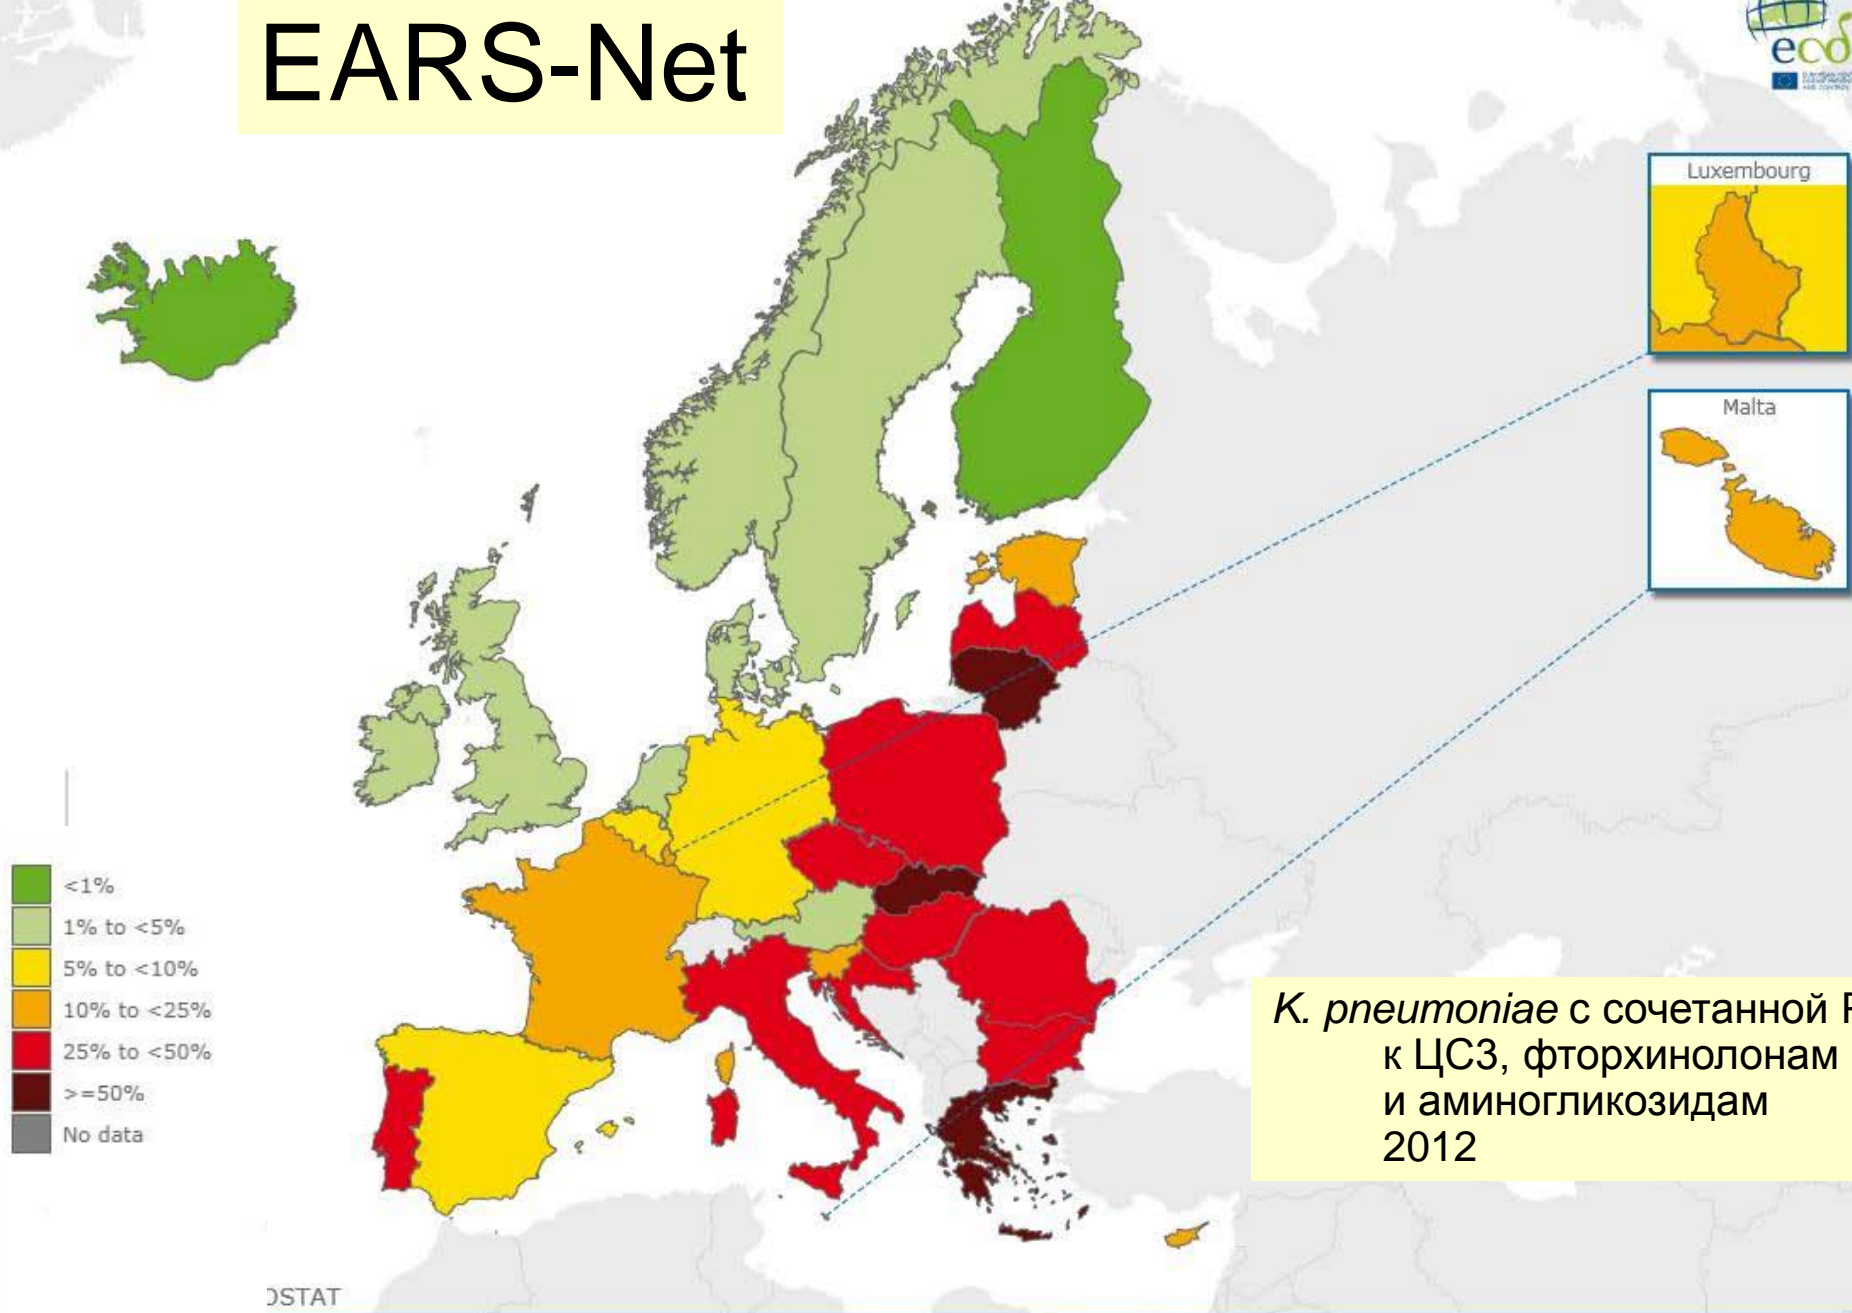 EARS-Net
Luxembourg
Malta
<1%
1% to <5%
5% to <10%
10% to <25%
25% to <50%
>=50%
No data
K. pneumoniae с сочетанной
к ЦС3, фторхинолонам
и аминогликозидам
2012
OSTAT